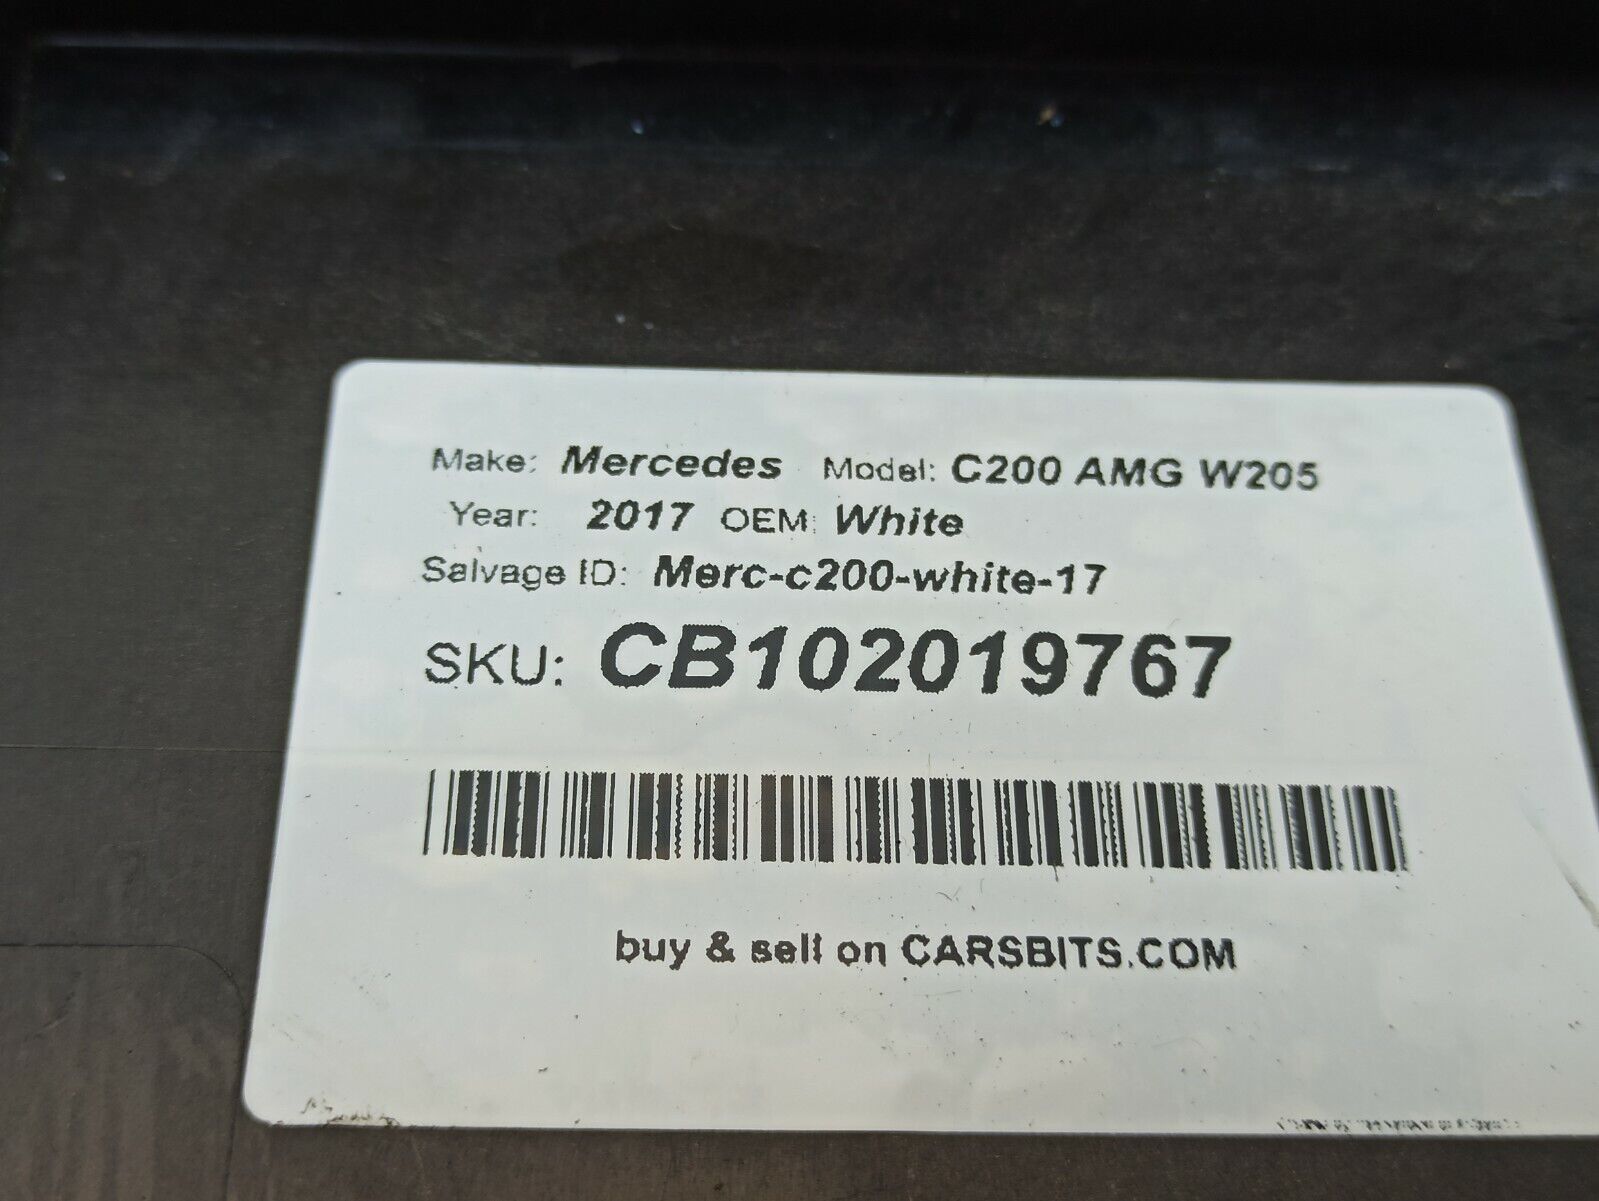 Make: Mercedes Model: C200 AMG W205
Year: 2017 OEM: White
Salvage ID: Merc-c200-white-17
SKU: CB102019767
buy & sell on CARSBITS.COM